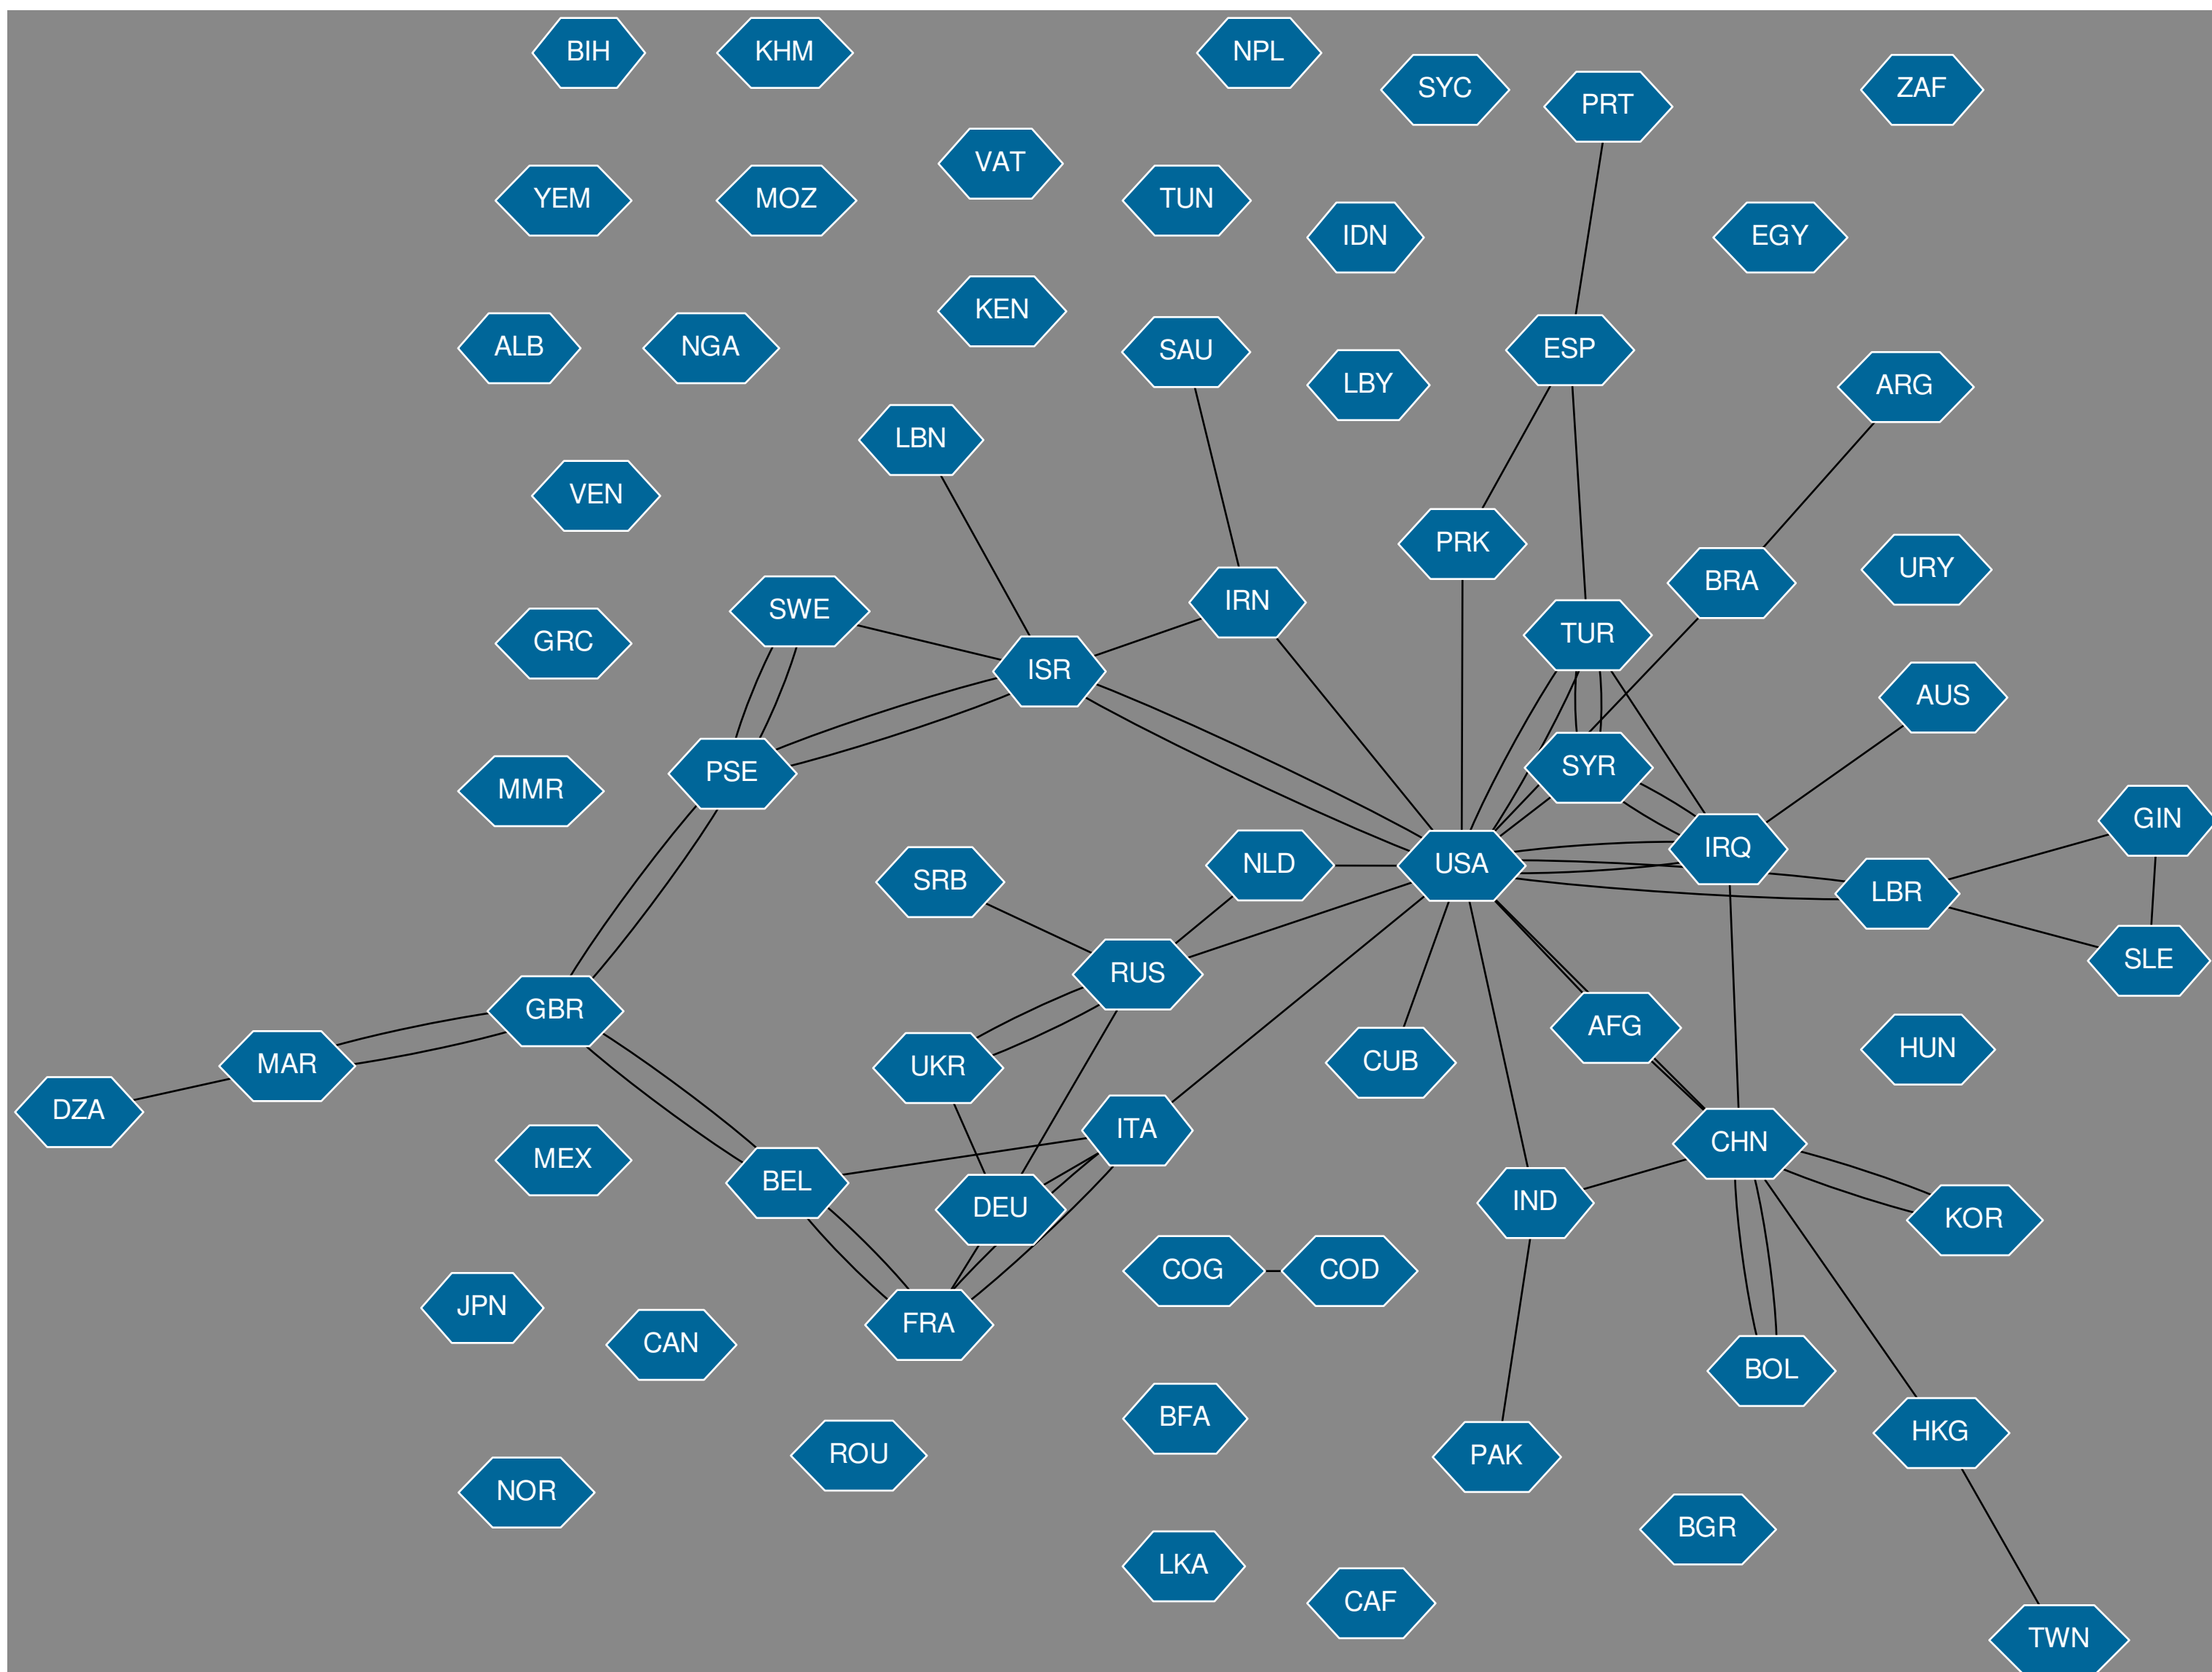 BIH
KHM
NPL
SYC
PRT
ZAF
VAT
YEM
MOZ
TUN
IDN
EGY
KEN
ALB
NGA
SAU
ESP
LBY
ARG
LBN
VEN
PRK
URY
BRA
IRN
SWE
GRC
TUR
ISR
AUS
SYR
PSE
MMR
GIN
IRQ
NLD
USA
SRB
LBR
SLE
RUS
GBR
AFG
HUN
MAR
UKR
CUB
DZA
ITA
CHN
MEX
BEL
IND
DEU
KOR
COG
COD
JPN
FRA
CAN
BOL
BFA
HKG
ROU
PAK
NOR
BGR
LKA
CAF
TWN